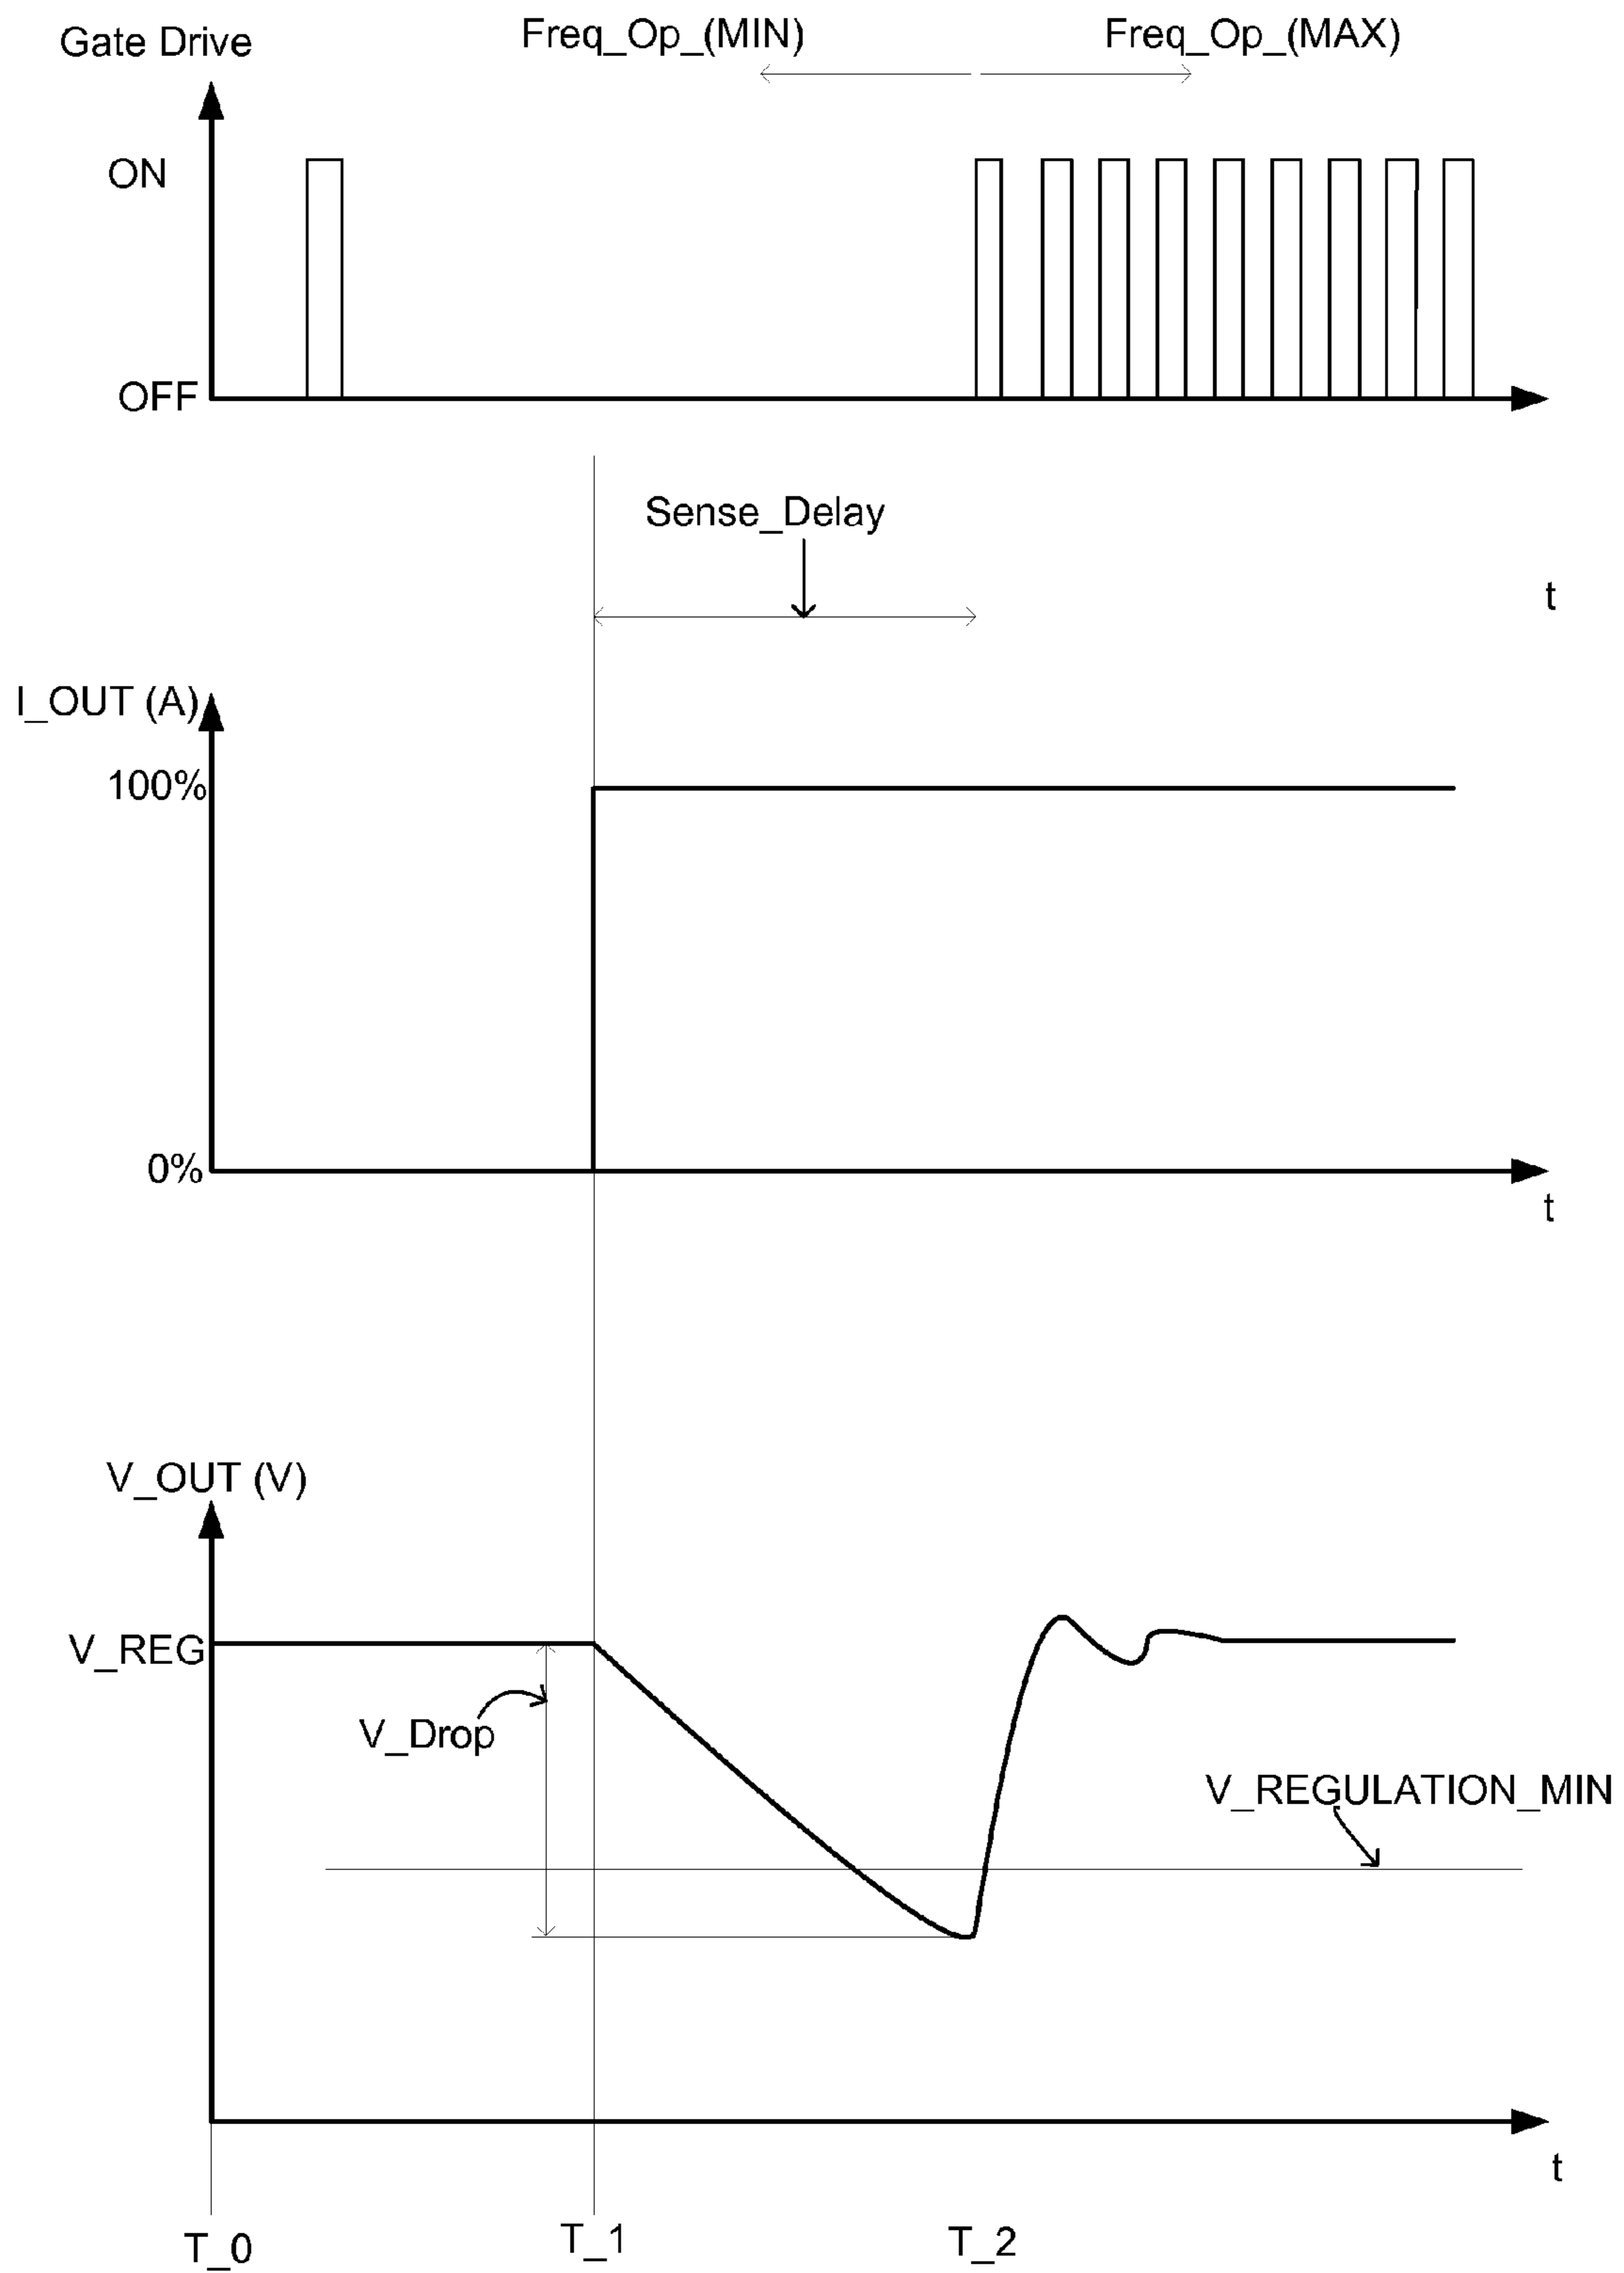 Gate Drive
Freq_Op_(MIN)
Freq_Op_(MAX)
ON
OFF
Sense_Delay
t
I_OUT (A)
100%
0%
t
V_OUT (V)
V_REG
V_Drop
V_REGULATION_MIN
t
T_0
T_1
T_2